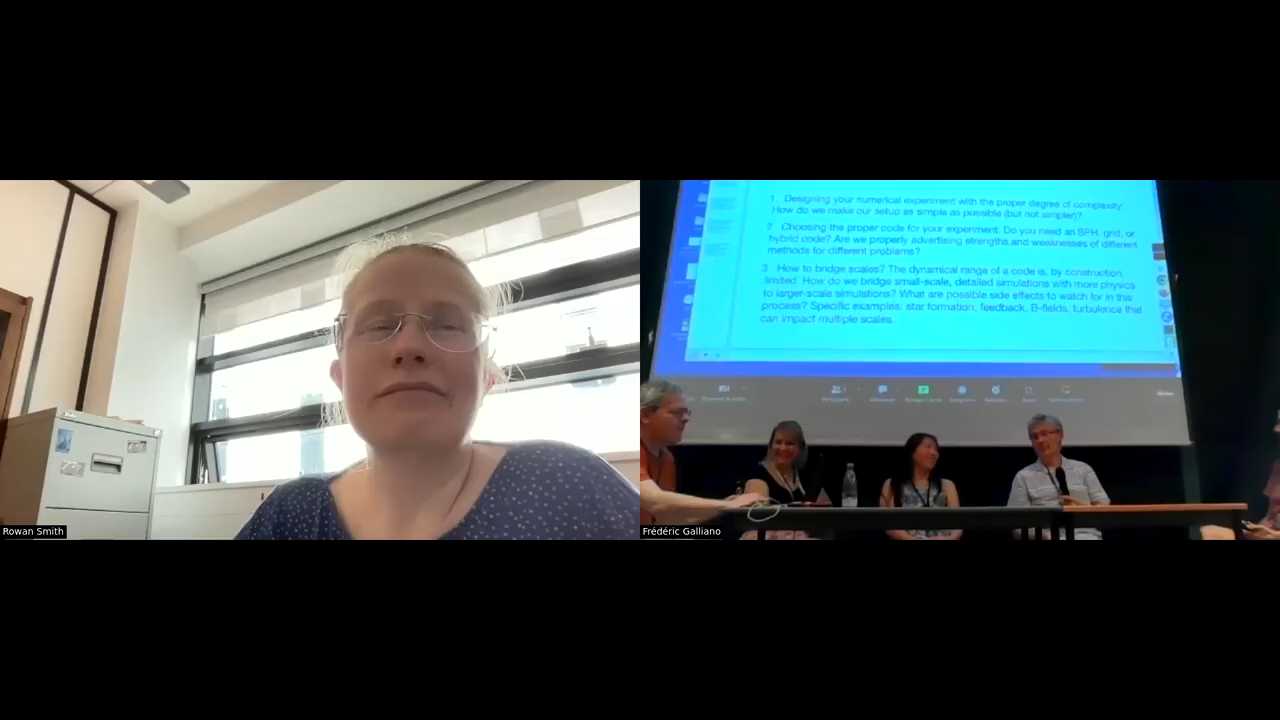 1. Designing your numerical experiment with the proper degree of complexity.
How do we make our setup as simple as possible (but not simpler)?
2. Choosing the proper code for your experiment. Do you need an SPH, grid, or
hybrid code? Are we properly advertising strengths and weaknesses of different
methods for different problems?
3. How to bridge scales? The dynamical range of a code is, by construction,
limited. How do we bridge small-scale, detailed simulations with more physics
to larger-scale simulations? What are possible side effects to watch for in this
process? Specific examples: star formation, feedback, B-fields, turbulence that
can impact multiple scales.
Rowan Smith
Frédéric Galliano